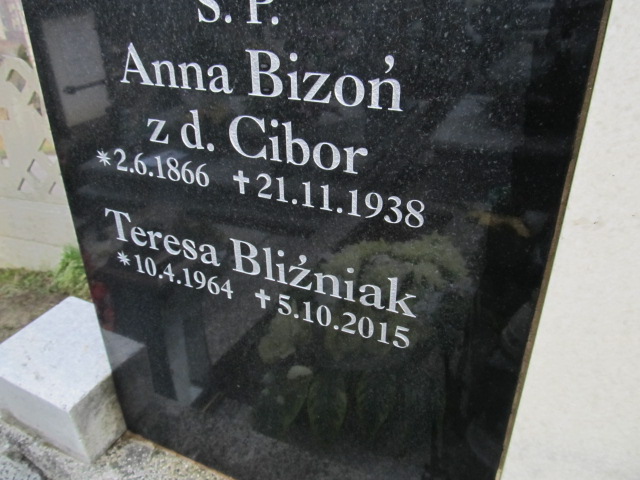 Ś. P.
Anna Bizoń
z d. Cibor
*2.6.1866 †21.11.1938
Teresa Bliźniak
*10.4.1964 †5.10.2015